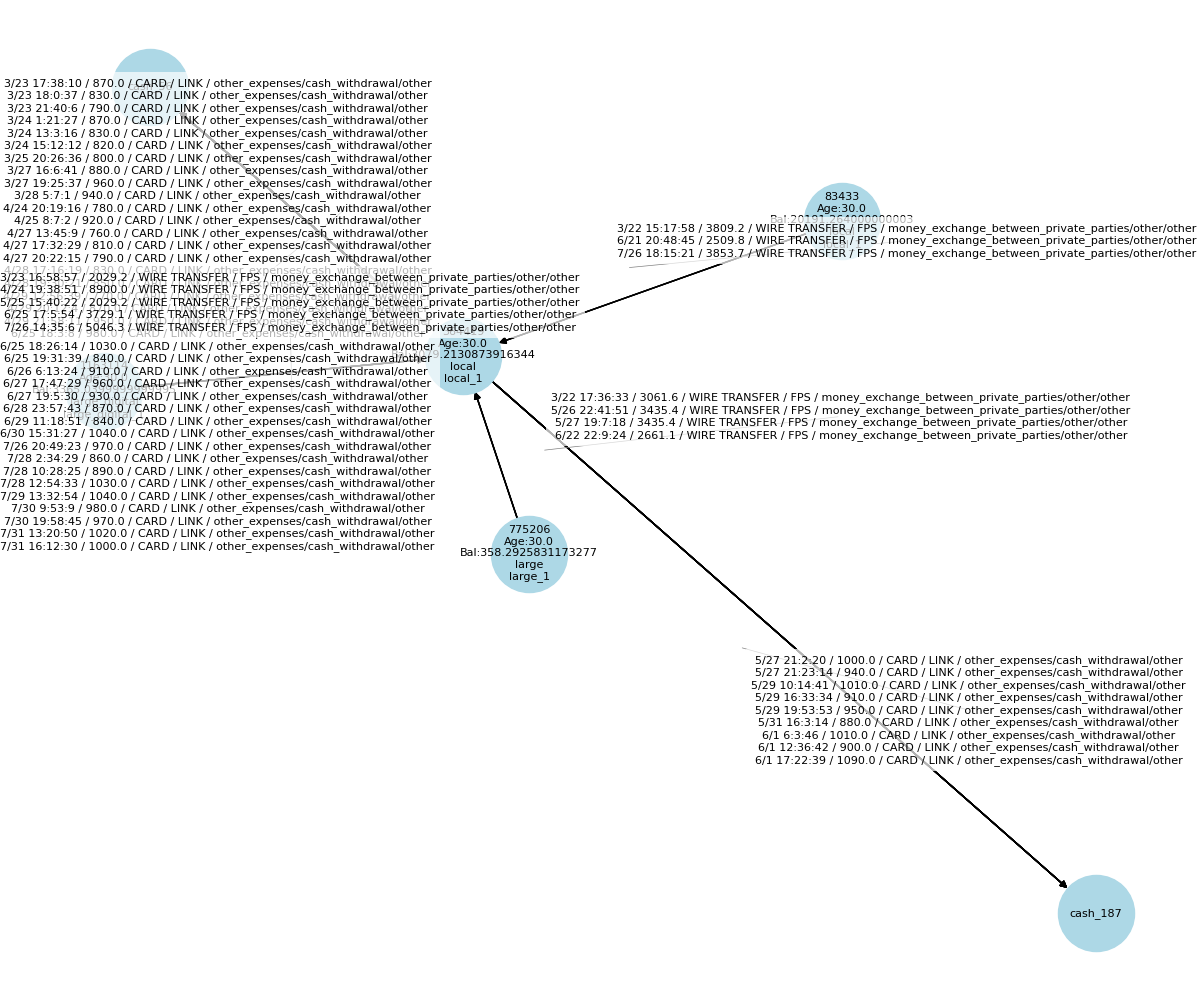 3/23 17:38:10 / 870.0 / CARD / LINK / other_expenses/cash_withdrawal/other
3/23 18:0:37 / 830.0 / CARD / LINK / other_expenses/cash_withdrawal/other
3/23 21:40:6 / 790.0 / CARD / LINK / other_expenses/cash_withdrawal/other
3/24 1:21:27 / 870.0 / CARD / LINK / other_expenses/cash_withdrawal/other
3/24 13:3:16 / 830.0 / CARD / LINK / other_expenses/cash_withdrawal/other
3/24 15:12:12 / 820.0 / CARD / LINK / other_expenses/cash_withdrawal/other
3/25 20:26:36 / 800.0 / CARD / LINK / other_expenses/cash_withdrawal/other
3/27 16:6:41 / 880.0 / CARD / LINK / other_expenses/cash_withdrawal/other
3/27 19:25:37 / 960.0 / CARD / LINK / other_expenses/cash_withdrawal/other
3/28 5:7:1 / 940.0 / CARD / LINK / other_expenses/cash_withdrawal/other
4/24 20:19:16 / 780.0 / CARD / LINK / other_expenses/cash_withdrawal/other
4/25 8:7:2 / 920.0 / CARD / LINK / other_expenses/cash_withdrawal/other
4/27 13:45:9 / 760.0 / CARD / LINK / other_expenses/cash_withdrawal/other
4/27 17:32:29 / 810.0 / CARD / LINK / other_expenses/cash_withdrawal/other
4/27 20:22:15 / 790.0 / CARD / LINK / other_expenses/cash_withdrawal/other
4/28 17:16:19 / 830.0 / CARD / LINK / other_expenses/cash_withdrawal/other
3/23 16:58:57 / 2029.2 / WIRE TRANSFER / FPS / money_exchange_between_private_parties/other/other
4/24 19:38:51 / 8900.0 / WIRE TRANSFER / FPS / money_exchange_between_private_parties/other/other
5/25 15:40:22 / 2029.2 / WIRE TRANSFER / FPS / money_exchange_between_private_parties/other/other
6/25 17:5:54 / 3729.1 / WIRE TRANSFER / FPS / money_exchange_between_private_parties/other/other
7/26 14:35:6 / 5046.3 / WIRE TRANSFER / FPS / money_exchange_between_private_parties/other/other
6/25 18:3:8 / 980.0 / CARD / LINK / other_expenses/cash_withdrawal/other
6/25 18:26:14 / 1030.0 / CARD / LINK / other_expenses/cash_withdrawal/other
6/25 19:31:39 / 840.0 / CARD / LINK / other_expenses/cash_withdrawal/other
6/26 6:13:24 / 910.0 / CARD / LINK / other_expenses/cash_withdrawal/other
6/27 17:47:29 / 960.0 / CARD / LINK / other_expenses/cash_withdrawal/other
6/27 19:5:30 / 930.0 / CARD / LINK / other_expenses/cash_withdrawal/other
6/28 23:57:43 / 870.0 / CARD / LINK / other_expenses/cash_withdrawal/other
6/29 11:18:51 / 840.0 / CARD / LINK / other_expenses/cash_withdrawal/other
6/30 15:31:27 / 1040.0 / CARD / LINK / other_expenses/cash_withdrawal/other
7/26 20:49:23 / 970.0 / CARD / LINK / other_expenses/cash_withdrawal/other
7/28 2:34:29 / 860.0 / CARD / LINK / other_expenses/cash_withdrawal/other
7/28 10:28:25 / 890.0 / CARD / LINK / other_expenses/cash_withdrawal/other
7/28 12:54:33 / 1030.0 / CARD / LINK / other_expenses/cash_withdrawal/other
7/29 13:32:54 / 1040.0 / CARD / LINK / other_expenses/cash_withdrawal/other
7/30 9:53:9 / 980.0 / CARD / LINK / other_expenses/cash_withdrawal/other
7/30 19:58:45 / 970.0 / CARD / LINK / other_expenses/cash_withdrawal/other
7/31 13:20:50 / 1020.0 / CARD / LINK / other_expenses/cash_withdrawal/other
7/31 16:12:30 / 1000.0 / CARD / LINK / other_expenses/cash_withdrawal/other
83433
Age:30.0
Bal:20191.264000000003
3/22 15:17:58 / 3809.2 / WIRE TRANSFER / FPS / money_exchange_between_private_parties/other/other
6/21 20:48:45 / 2509.8 / WIRE TRANSFER / FPS / money_exchange_between_private_parties/other/other
7/26 18:15:21 / 3853.7 / WIRE TRANSFER / FPS / money_exchange_between_private_parties/other/other
Age:30.0
local
local_1
3/22 17:36:33 / 3061.6 / WIRE TRANSFER / FPS / money_exchange_between_private_parties/other/other
5/26 22:41:51 / 3435.4 / WIRE TRANSFER / FPS / money_exchange_between_private_parties/other/other
5/27 19:7:18 / 3435.4 / WIRE TRANSFER / FPS / money_exchange_between_private_parties/other/other
6/22 22:9:24 / 2661.1 / WIRE TRANSFER / FPS / money_exchange_between_private_parties/other/other
775206
Age:30.0
Bal:358.2925831173277
large
large_1
5/27 21:2:20 / 1000.0 / CARD / LINK / other_expenses/cash_withdrawal/other
5/27 21:23:14 / 940.0 / CARD / LINK / other_expenses/cash_withdrawal/other
5/29 10:14:41 / 1010.0 / CARD / LINK / other_expenses/cash_withdrawal/other
5/29 16:33:34 / 910.0 / CARD / LINK / other_expenses/cash_withdrawal/other
5/29 19:53:53 / 950.0 / CARD / LINK / other_expenses/cash_withdrawal/other
5/31 16:3:14 / 880.0 / CARD / LINK / other_expenses/cash_withdrawal/other
6/1 6:3:46 / 1010.0 / CARD / LINK / other_expenses/cash_withdrawal/other
6/1 12:36:42 / 900.0 / CARD / LINK / other_expenses/cash_withdrawal/other
6/1 17:22:39 / 1090.0 / CARD / LINK / other_expenses/cash_withdrawal/other
cash_187